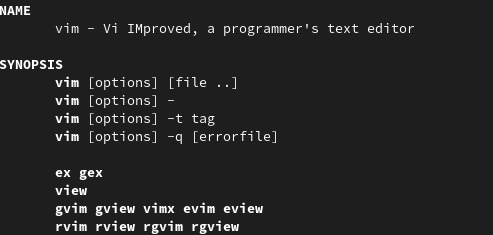 NAME
vim - Vi IMproved, a programmer's text editor
SYNOPSIS
vim [options] [file ..]
vim [options] -
vim [options] -t tag
vim [options] -q [errorfile]
ex gex
view
gvim gview vimx evim eview
rvim rview rgvim rgview